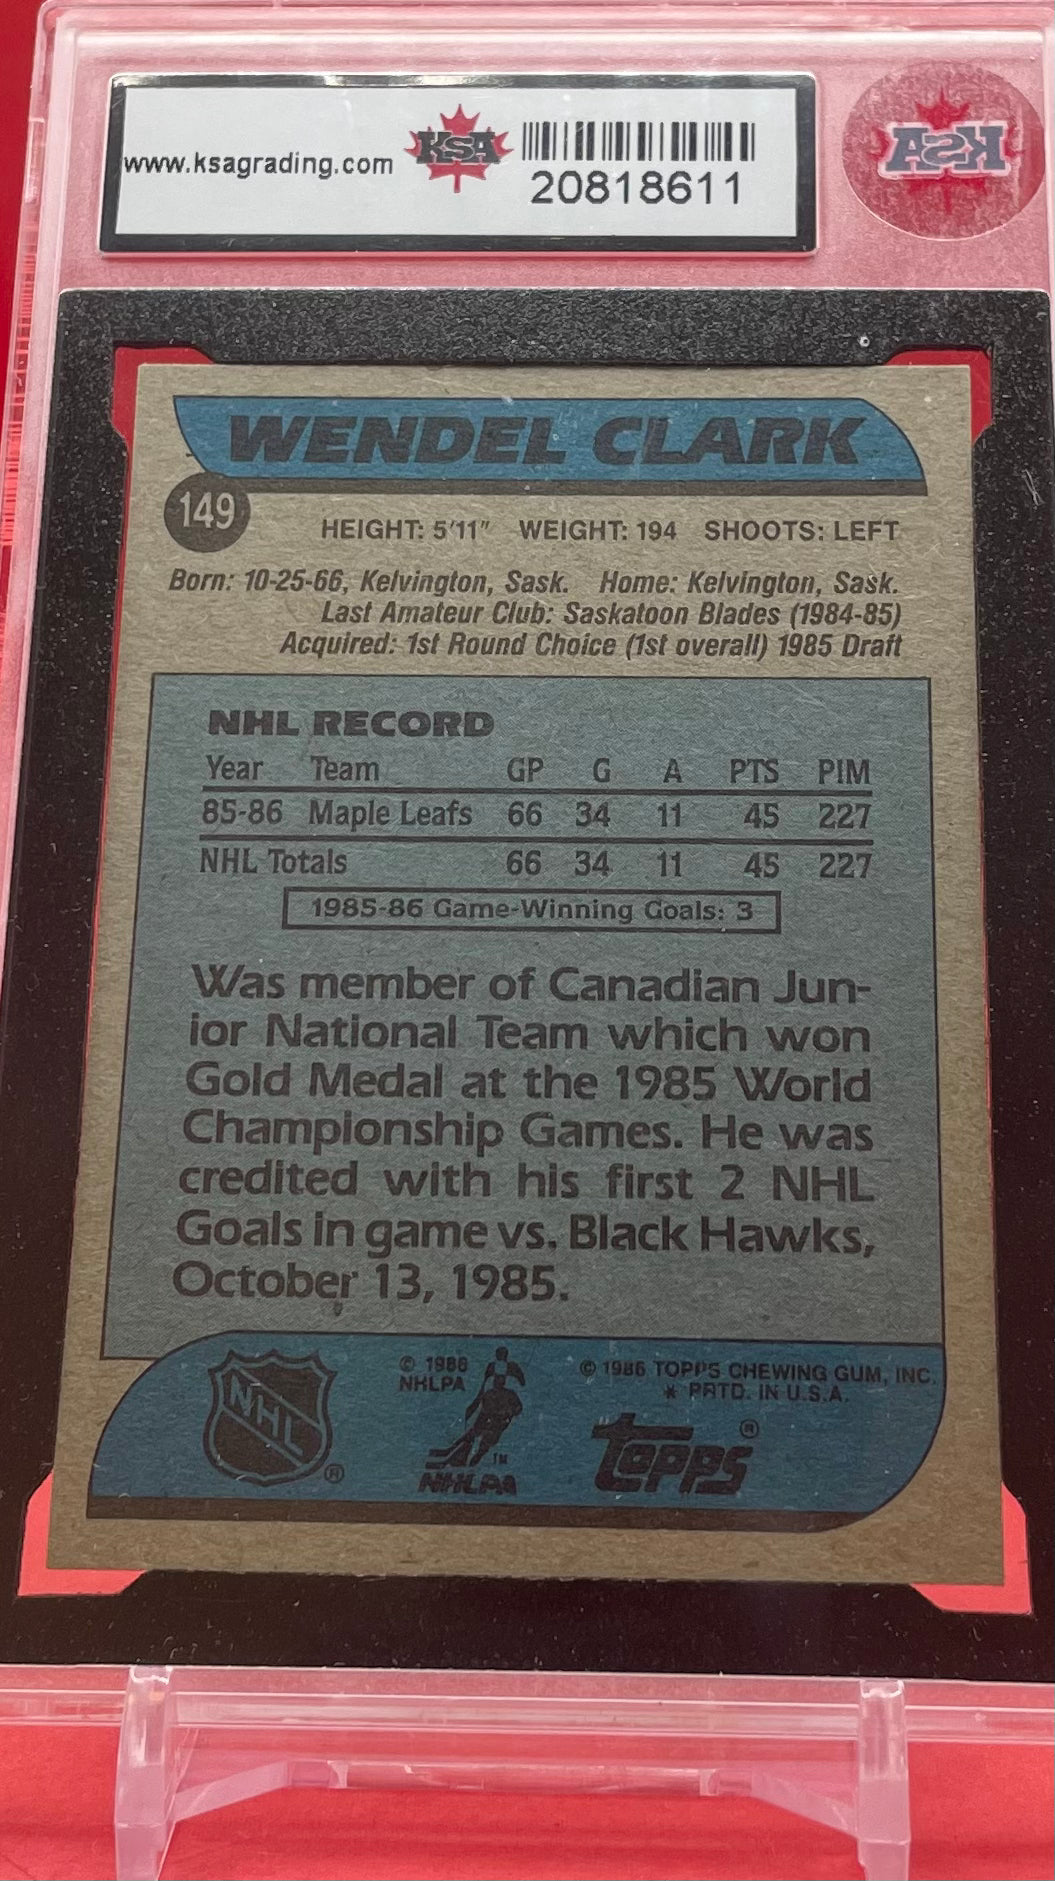 www.ksagrading.com
KSA
20818611
KSA
WENDEL CLARK
149
HEIGHT: 5'11" WEIGHT: 194 SHOOTS: LEFT
Born: 10-25-66, Kelvington, Sask. Home: Kelvington, Sask.
Last Amateur Club: Saskatoon Blades (1984-85)
Acquired: 1st Round Choice (1st overall) 1985 Draft
NHL RECORD
Year Team GP G A PTS PIM
85-86 Maple Leafs 66 34 11 45 227
NHL Totals 66 34 11 45 227
1985-86 Game-Winning Goals: 3
Was member of Canadian Jun-
ior National Team which won
Gold Medal at the 1985 World
Championship Games. He was
credited with his first 2 NHL
Goals in game vs. Black Hawks,
October 13, 1985.
NHL ®
© 1986
NHLPA
TM
NHLPA
© 1986 TOPPS CHEWING GUM, INC.
* PRTD. IN U.S.A.
topps ®